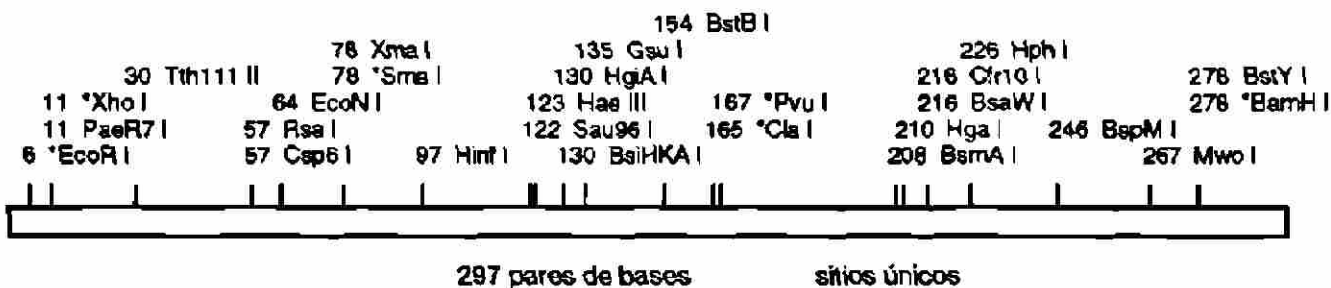 154 BstB I
78 Xma I 135 Gsu I 226 Hph I
30 Tth111 II 78 *Sma I 130 HgiA I 216 Cfr10 I 278 BstY I
11 *Xho I 64 EcoN I 123 Hae III 167 *Pvu I 216 BsaW I 278 *BamH I
11 PaeR7 I 57 Rsa I 122 Sau96 I 165 *Cla I 210 Hga I 246 BspM I
6 *EcoR I 57 Csp6 I 97 Hinf I 130 BsiHKA I 208 BsmA I 267 Mwo I
297 pares de bases sítios únicos